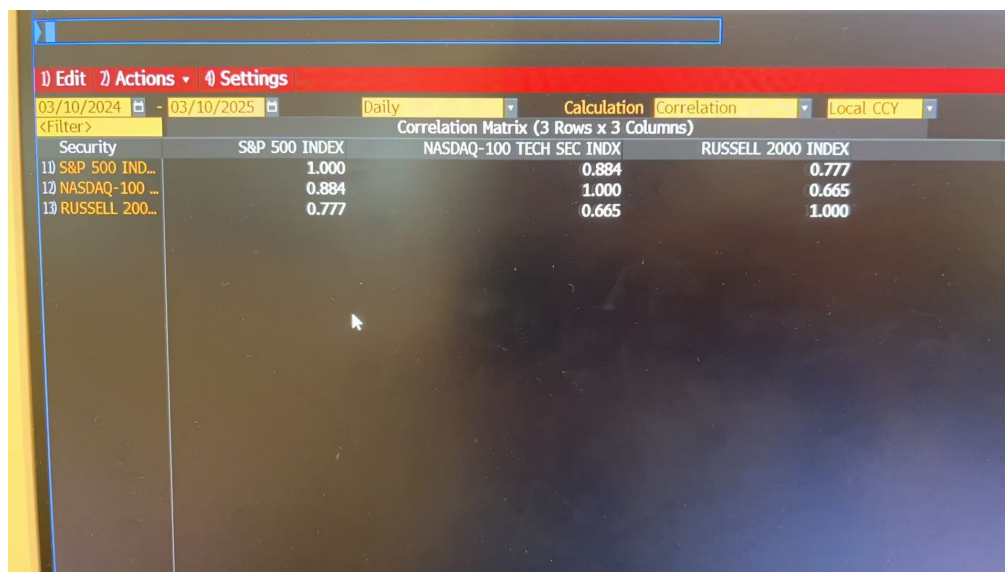 1) Edit 2) Actions 4) Settings
03/10/2024 - 03/10/2025 Daily Calculation Correlation Local CCY
<Filter> Correlation Matrix (3 Rows x 3 Columns)
Security S&P 500 INDEX NASDAQ-100 TECH SEC INDX RUSSELL 2000 INDEX
11) S&P 500 IND... 1.000 0.884 0.777
12) NASDAQ-100 ... 0.884 1.000 0.665
13) RUSSELL 200... 0.777 0.665 1.000